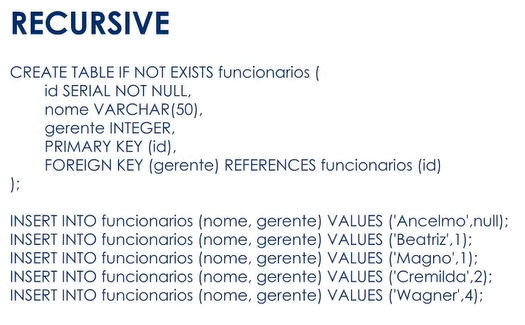 RECURSIVE
CREATE TABLE IF NOT EXISTS funcionarios (
id SERIAL NOT NULL,
nome VARCHAR(50),
gerente INTEGER,
PRIMARY KEY (id),
FOREIGN KEY (gerente) REFERENCES funcionarios (id)
);
INSERT INTO funcionarios (nome, gerente) VALUES ('Ancelmo',null);
INSERT INTO funcionarios (nome, gerente) VALUES ('Beatriz',1);
INSERT INTO funcionarios (nome, gerente) VALUES ('Magno',1);
INSERT INTO funcionarios (nome, gerente) VALUES ('Cremilda',2);
INSERT INTO funcionarios (nome, gerente) VALUES ('Wagner',4);